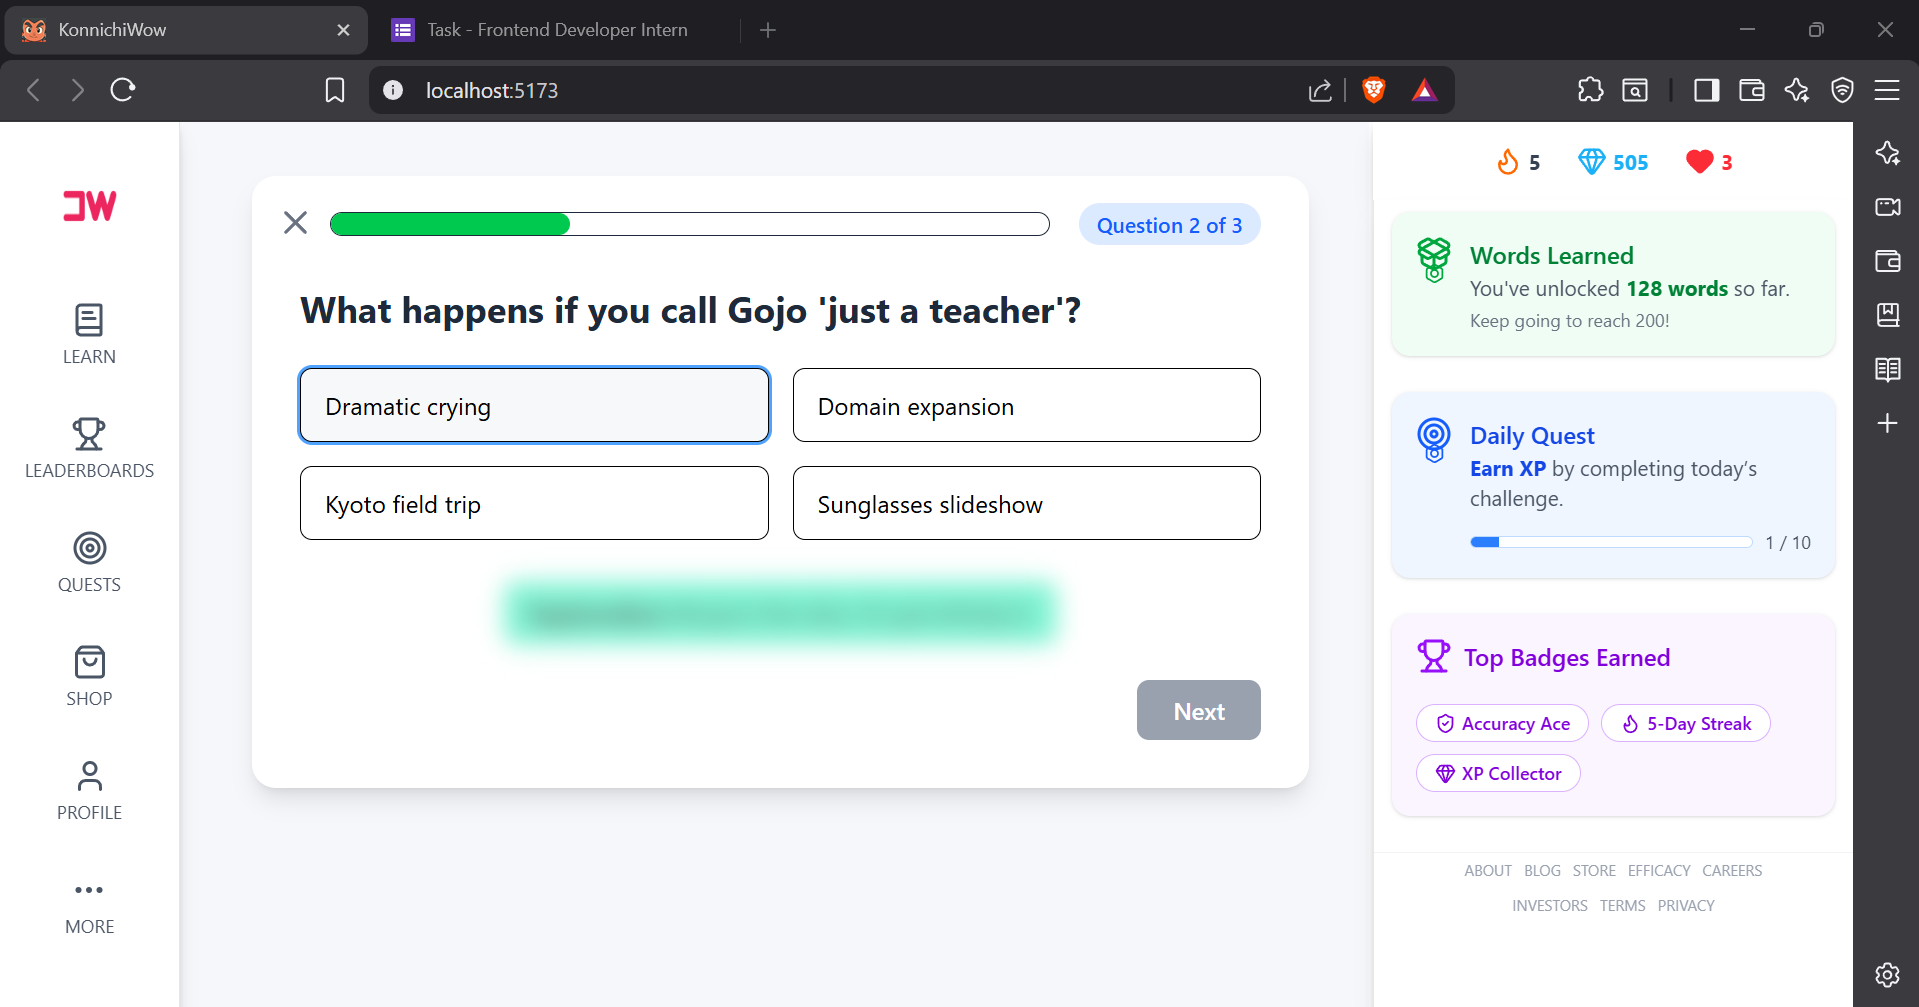 KonnichiWow
Task - Frontend Developer Intern
localhost:5173
LEARN
LEADERBOARDS
QUESTS
SHOP
PROFILE
MORE
Question 2 of 3
What happens if you call Gojo 'just a teacher'?
Dramatic crying
Domain expansion
Kyoto field trip
Sunglasses slideshow
Next
5
505
3
Words Learned
You've unlocked 128 words so far.
Keep going to reach 200!
Daily Quest
Earn XP by completing today's
challenge.
1 / 10
Top Badges Earned
Accuracy Ace
5-Day Streak
XP Collector
ABOUT BLOG STORE EFFICACY CAREERS
INVESTORS TERMS PRIVACY